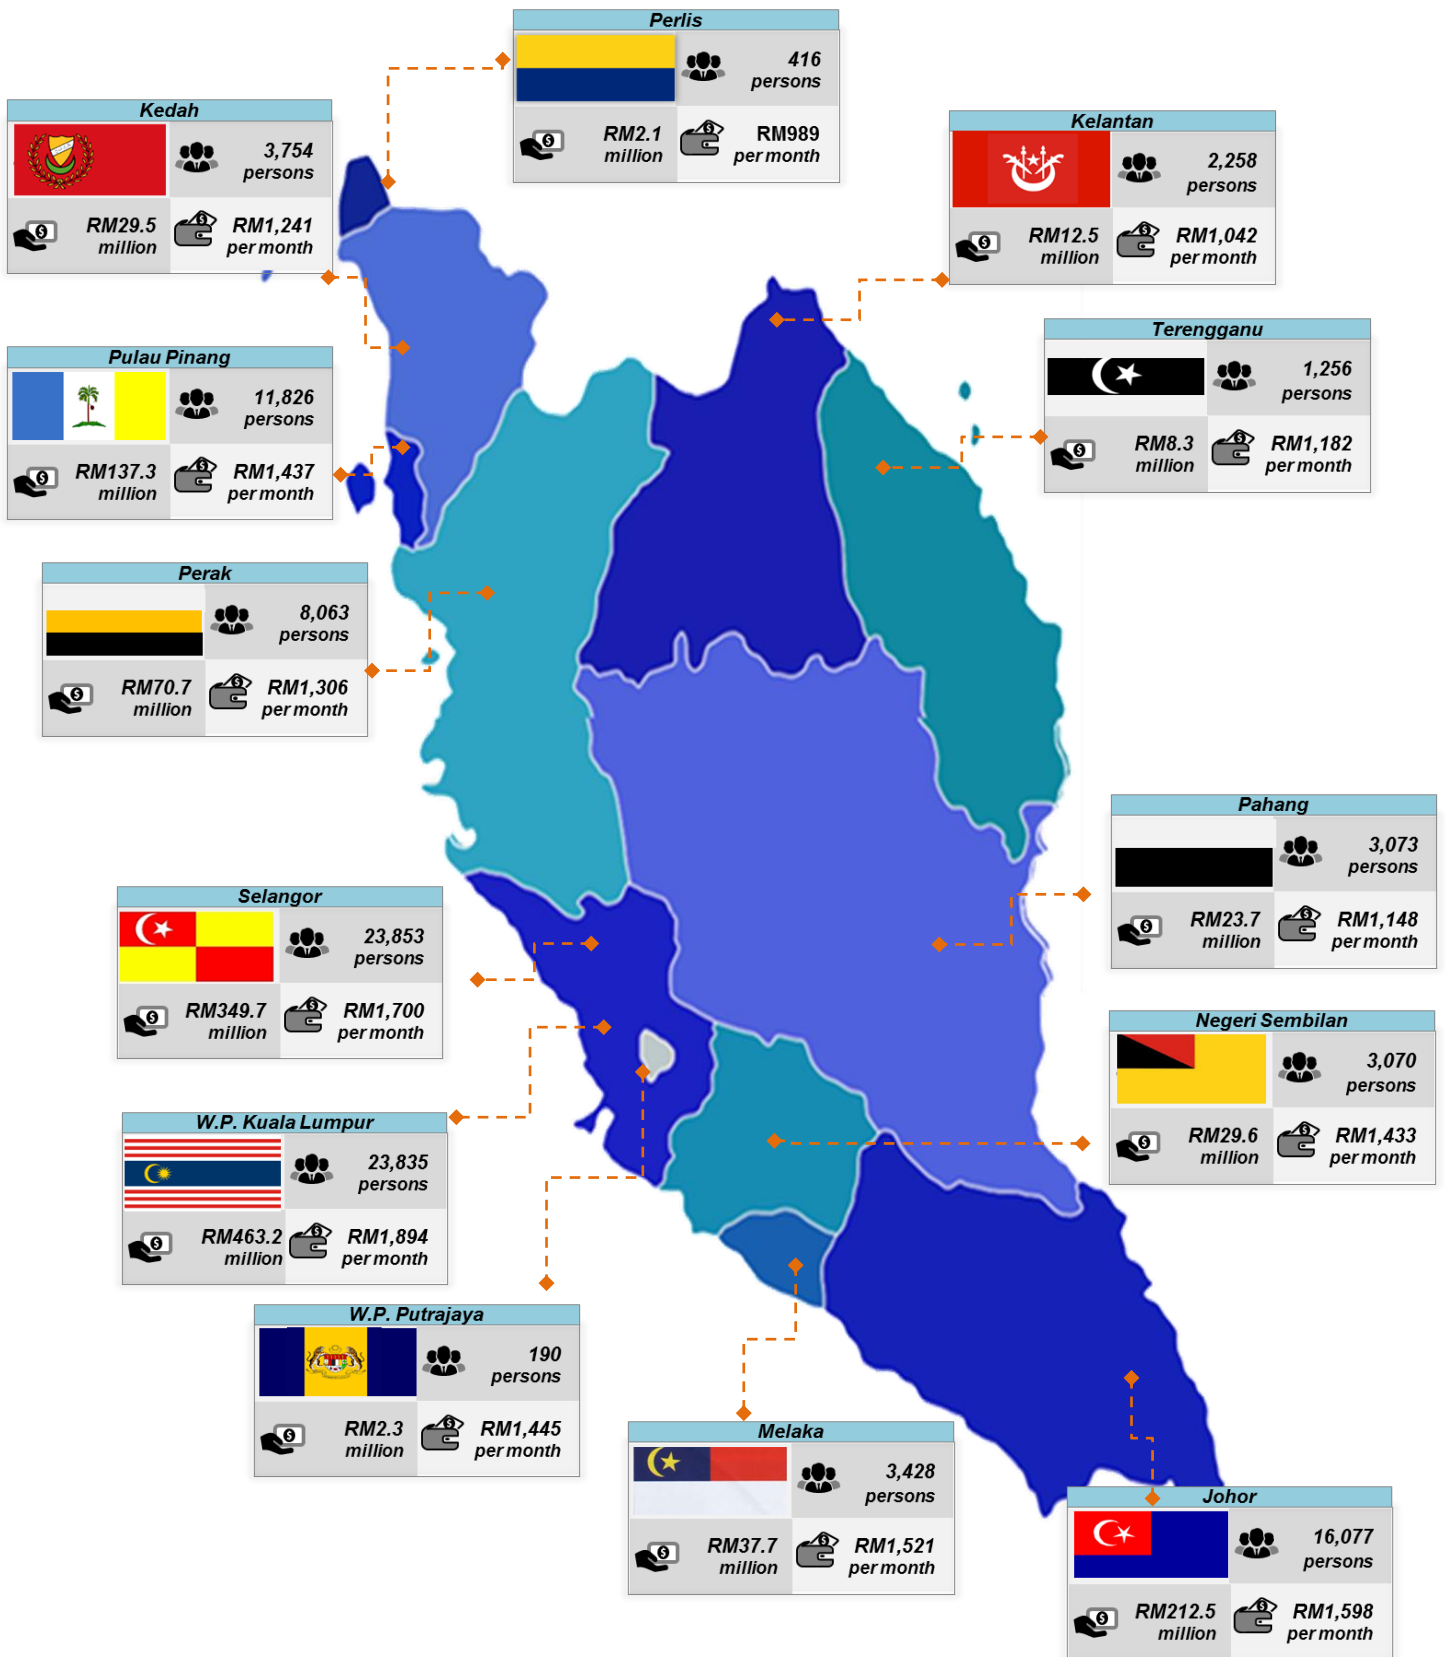 Perlis
416
persons
RM2.1
million
RM989
per month
Kedah
3,754
persons
RM29.5
million
RM1,241
per month
Kelantan
2,258
persons
RM12.5
million
RM1,042
per month
Terengganu
1,256
persons
RM8.3
million
RM1,182
per month
Pulau Pinang
11,826
persons
RM137.3
million
RM1,437
per month
Perak
8,063
persons
RM70.7
million
RM1,306
per month
Pahang
3,073
persons
RM23.7
million
RM1,148
per month
Selangor
23,853
persons
RM349.7
million
RM1,700
per month
Negeri Sembilan
3,070
persons
RM29.6
million
RM1,433
per month
W.P. Kuala Lumpur
23,835
persons
RM463.2
million
RM1,894
per month
W.P. Putrajaya
190
persons
RM2.3
million
RM1,445
per month
Melaka
3,428
persons
RM37.7
million
RM1,521
per month
Johor
16,077
persons
RM212.5
million
RM1,598
per month